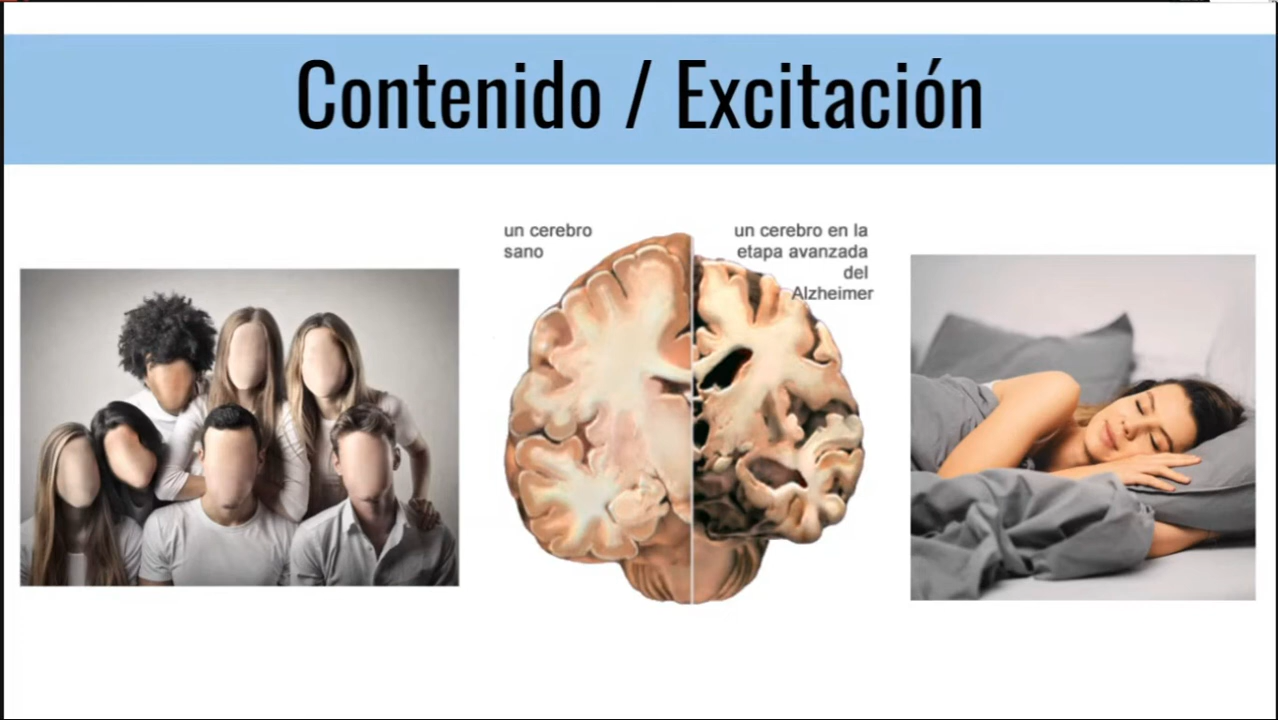 Contenido / Excitación
un cerebro
sano
un cerebro en la
etapa avanzada
del
Alzheimer